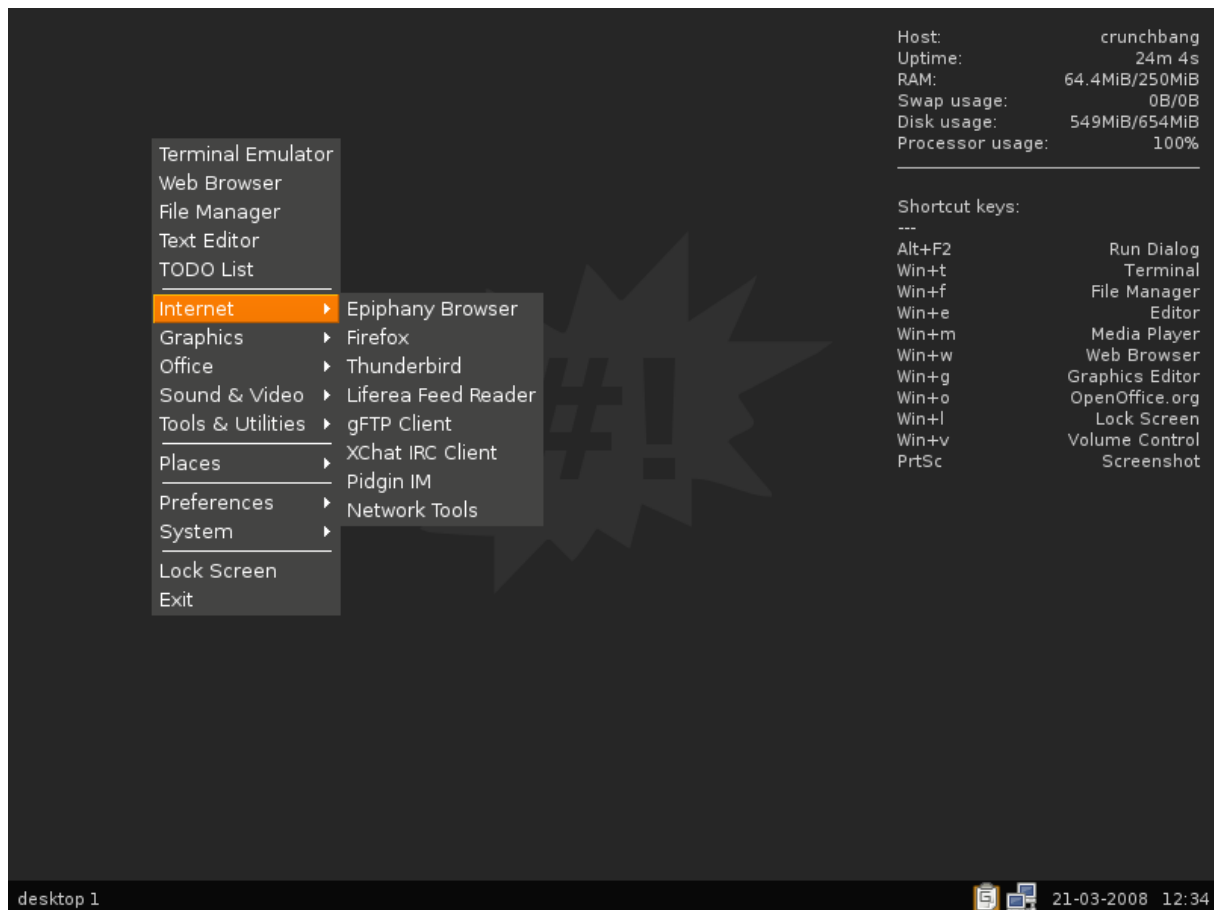 Host: crunchbang
Uptime: 24m 4s
RAM: 64.4MiB/250MiB
Swap usage: 0B/0B
Disk usage: 549MiB/654MiB
Processor usage: 100%
Shortcut keys:
---
Alt+F2 Run Dialog
Win+t Terminal
Win+f File Manager
Win+e Editor
Win+m Media Player
Win+w Web Browser
Win+g Graphics Editor
Win+o OpenOffice.org
Win+l Lock Screen
Win+v Volume Control
PrtSc Screenshot
Terminal Emulator
Web Browser
File Manager
Text Editor
TODO List
Internet
Graphics
Office
Sound & Video
Tools & Utilities
Places
Preferences
System
Lock Screen
Exit
Epiphany Browser
Firefox
Thunderbird
Liferea Feed Reader
gFTP Client
XChat IRC Client
Pidgin IM
Network Tools
#!
desktop 1
21-03-2008 12:34